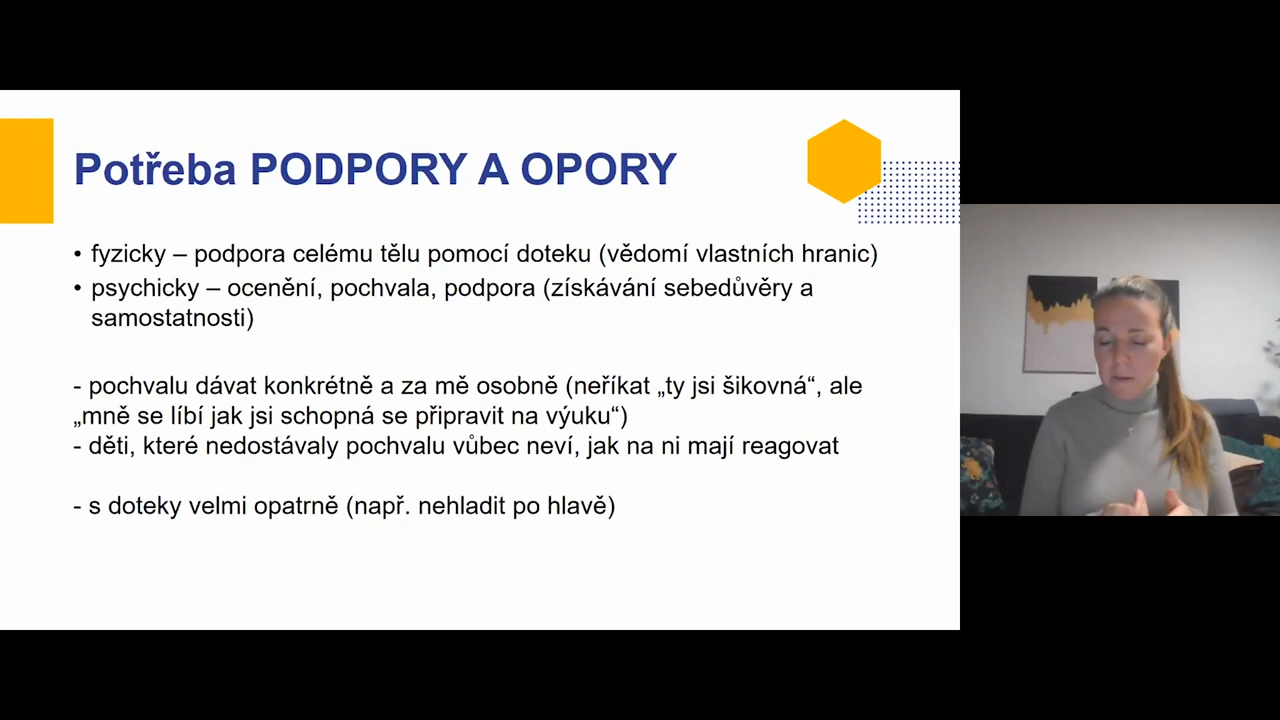 Potřeba PODPORY A OPORY
• fyzicky – podpora celému tělu pomocí doteku (vědomí vlastních hranic)
• psychicky – ocenění, pochvala, podpora (získávání sebedůvěry a
samostatnosti)
- pochvalu dávat konkrétně a za mě osobně (neříkat „ty jsi šikovná“, ale
„mně se líbí jak jsi schopná se připravit na výuku“)
- děti, které nedostávaly pochvalu vůbec neví, jak na ni mají reagovat
- s doteky velmi opatrně (např. nehladit po hlavě)